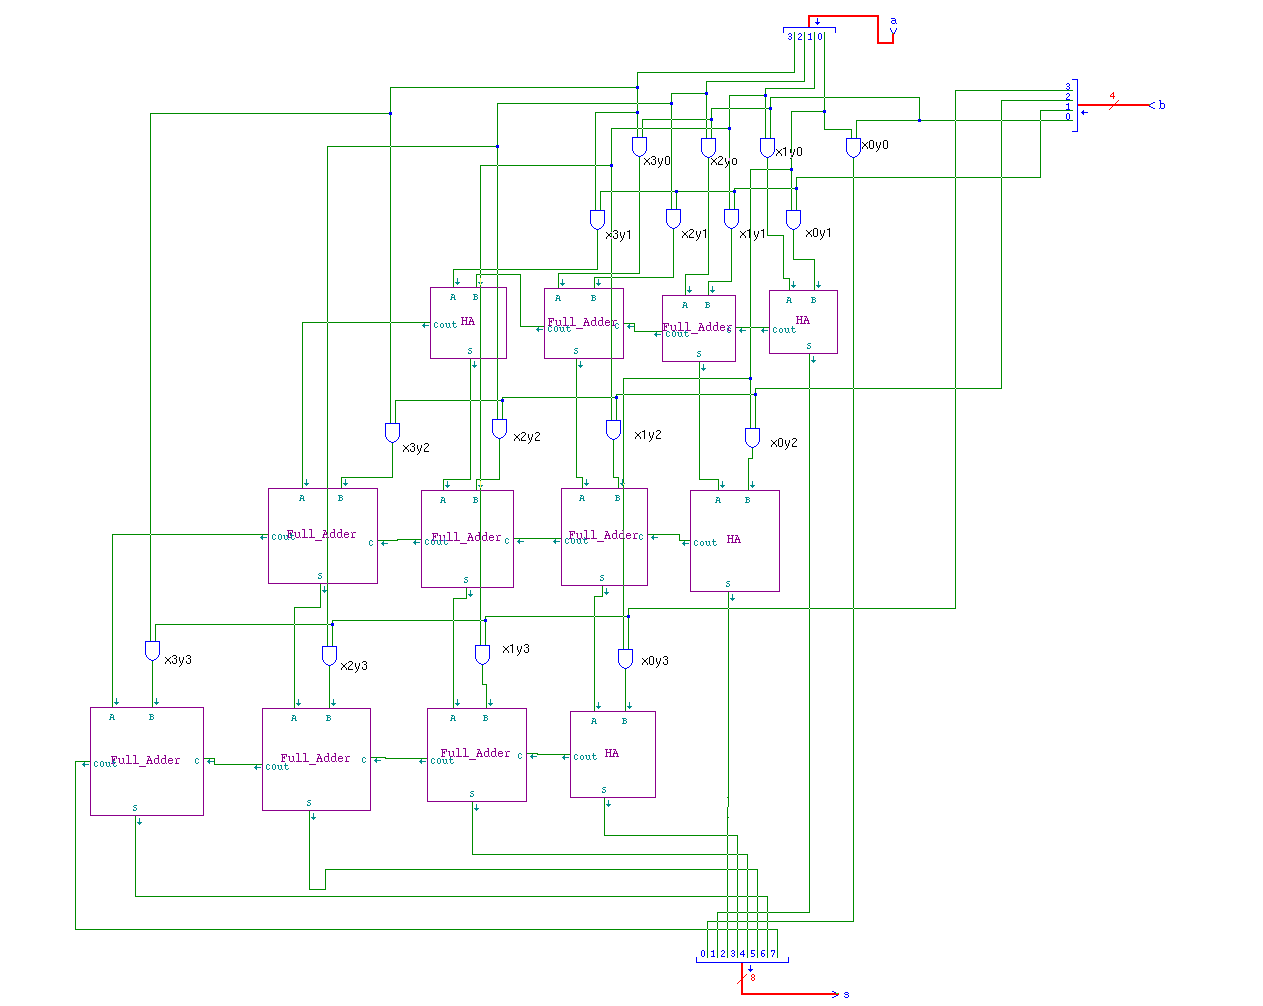 a
3 2 1 0
3
2
1
0
4
b
x3y0
x2yo
x1y0
x0y0
x3y1
x2y1
x1y1
x0y1
A B
HA
cout
S
A B
Full_Adder
cout
C
S
A B
Full_Adder
cout
C
S
A B
HA
cout
S
x3y2
x2y2
x1y2
x0y2
A B
Full_Adder
cout
C
S
A B
Full_Adder
cout
C
S
A B
Full_Adder
cout
C
S
A B
HA
cout
S
x3y3
x2y3
x1y3
x0y3
A B
Full_Adder
cout
C
S
A B
Full_Adder
cout
C
S
A B
Full_Adder
cout
C
S
A B
HA
cout
S
0 1 2 3 4 5 6 7
8
s